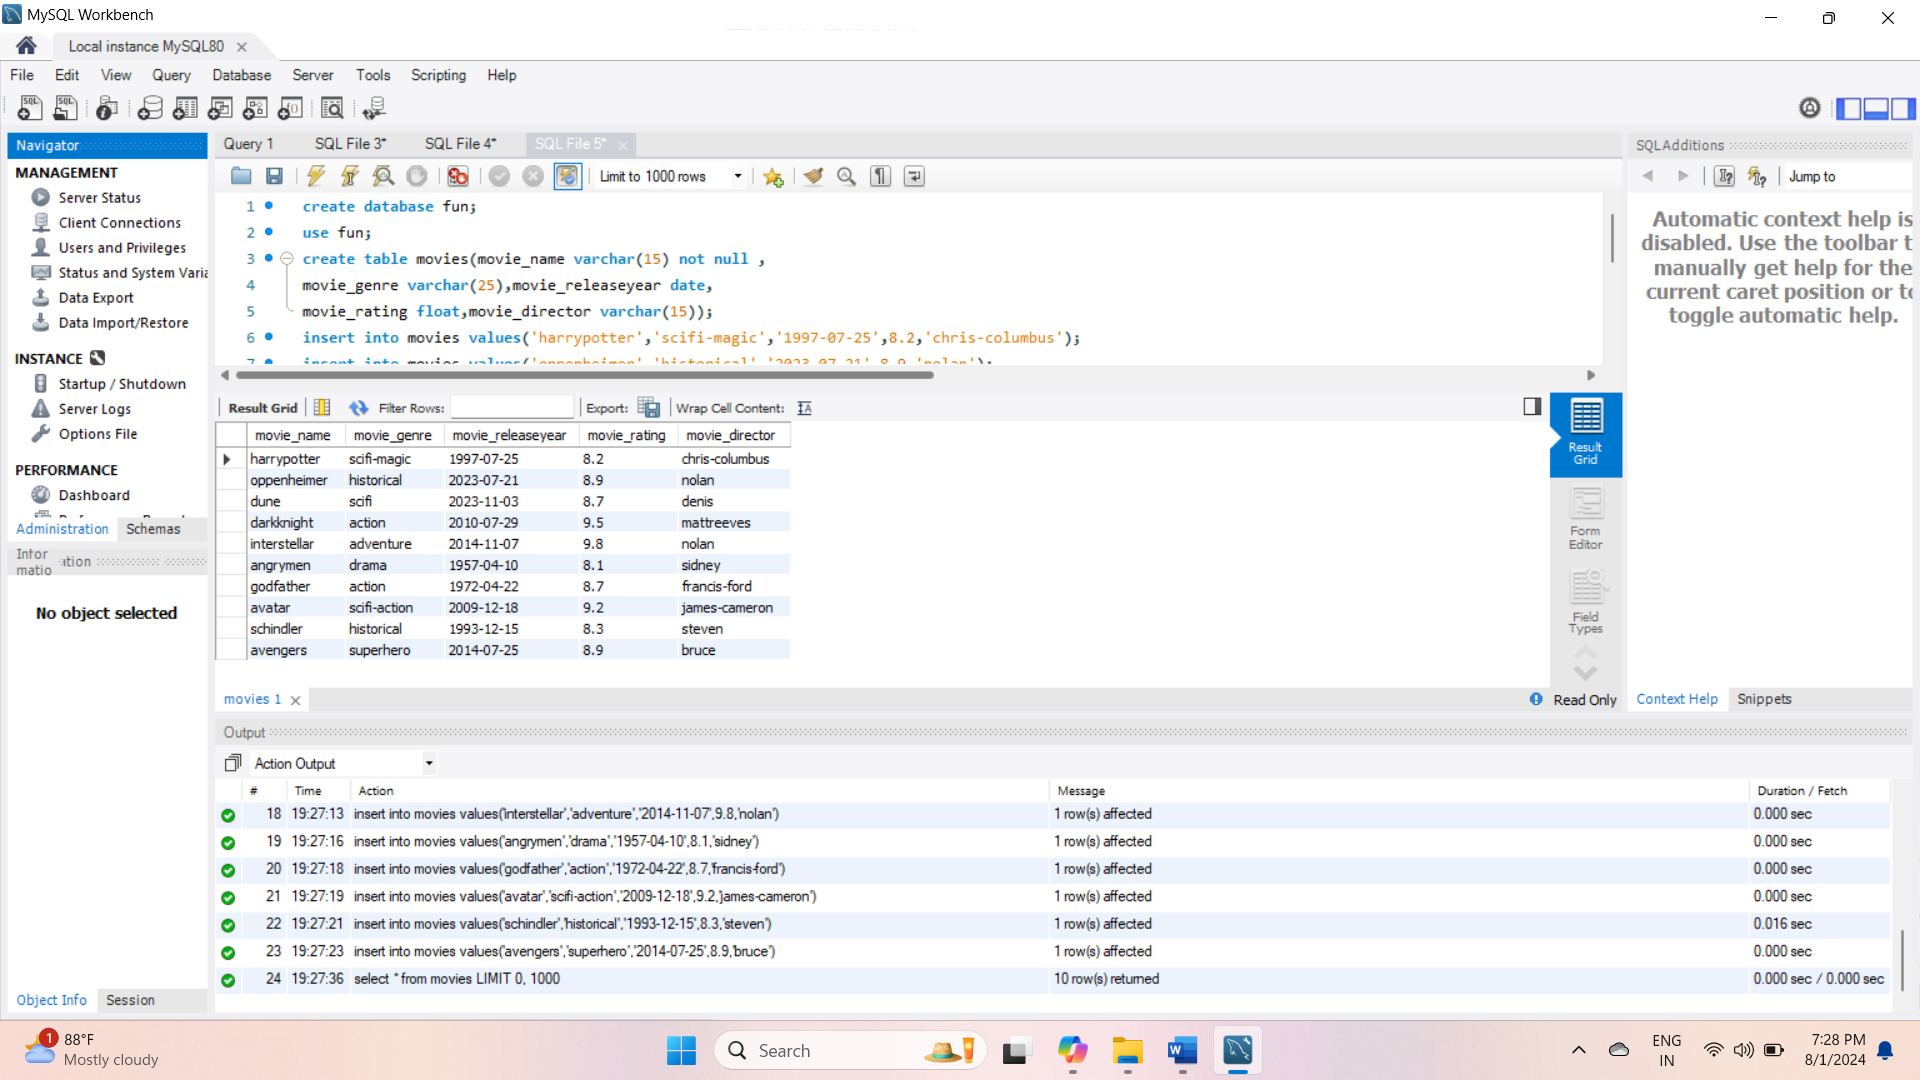 MySQL Workbench
Local instance MySQL80
File Edit View Query Database Server Tools Scripting Help
Navigator
MANAGEMENT
Server Status
Client Connections
Users and Privileges
Status and System Varia
Data Export
Data Import/Restore
INSTANCE
Startup / Shutdown
Server Logs
Options File
PERFORMANCE
Dashboard
Administration Schemas
Infor
matio
ation
No object selected
Object Info Session
Query 1 SQL File 3* SQL File 4* SQL File 5*
Limit to 1000 rows
1 create database fun;
2 use fun;
3 create table movies(movie_name varchar(15) not null ,
4 movie_genre varchar(25),movie_releaseyear date,
5 movie_rating float,movie_director varchar(15));
6 insert into movies values('harrypotter','scifi-magic','1997-07-25',8.2,'chris-columbus');
7 insert into movies values('oppenheimer','historical','2023-07-21',8.9,'nolan');
Result Grid Filter Rows: Export: Wrap Cell Content:
movie_name movie_genre movie_releaseyear movie_rating movie_director
harrypotter scifi-magic 1997-07-25 8.2 chris-columbus
oppenheimer historical 2023-07-21 8.9 nolan
dune scifi 2023-11-03 8.7 denis
darkknight action 2010-07-29 9.5 mattreeves
interstellar adventure 2014-11-07 9.8 nolan
angrymen drama 1957-04-10 8.1 sidney
godfather action 1972-04-22 8.7 francis-ford
avatar scifi-action 2009-12-18 9.2 james-cameron
schindler historical 1993-12-15 8.3 steven
avengers superhero 2014-07-25 8.9 bruce
Result
Grid
Form
Editor
Field
Types
movies 1
Read Only
SQLAdditions
Jump to
Automatic context help is
disabled. Use the toolbar t
manually get help for the
current caret position or to
toggle automatic help.
Context Help Snippets
Output
Action Output
# Time Action Message Duration / Fetch
18 19:27:13 insert into movies values('interstellar','adventure','2014-11-07',9.8,'nolan') 1 row(s) affected 0.000 sec
19 19:27:16 insert into movies values('angrymen','drama','1957-04-10',8.1,'sidney') 1 row(s) affected 0.000 sec
20 19:27:18 insert into movies values('godfather','action','1972-04-22',8.7,'francis-ford') 1 row(s) affected 0.000 sec
21 19:27:19 insert into movies values('avatar','scifi-action','2009-12-18',9.2,'james-cameron') 1 row(s) affected 0.000 sec
22 19:27:21 insert into movies values('schindler','historical','1993-12-15',8.3,'steven') 1 row(s) affected 0.016 sec
23 19:27:23 insert into movies values('avengers','superhero','2014-07-25',8.9,'bruce') 1 row(s) affected 0.000 sec
24 19:27:36 select * from movies LIMIT 0, 1000 10 row(s) returned 0.000 sec / 0.000 sec
1
88°F
Mostly cloudy
Search
ENG
IN
7:28 PM
8/1/2024